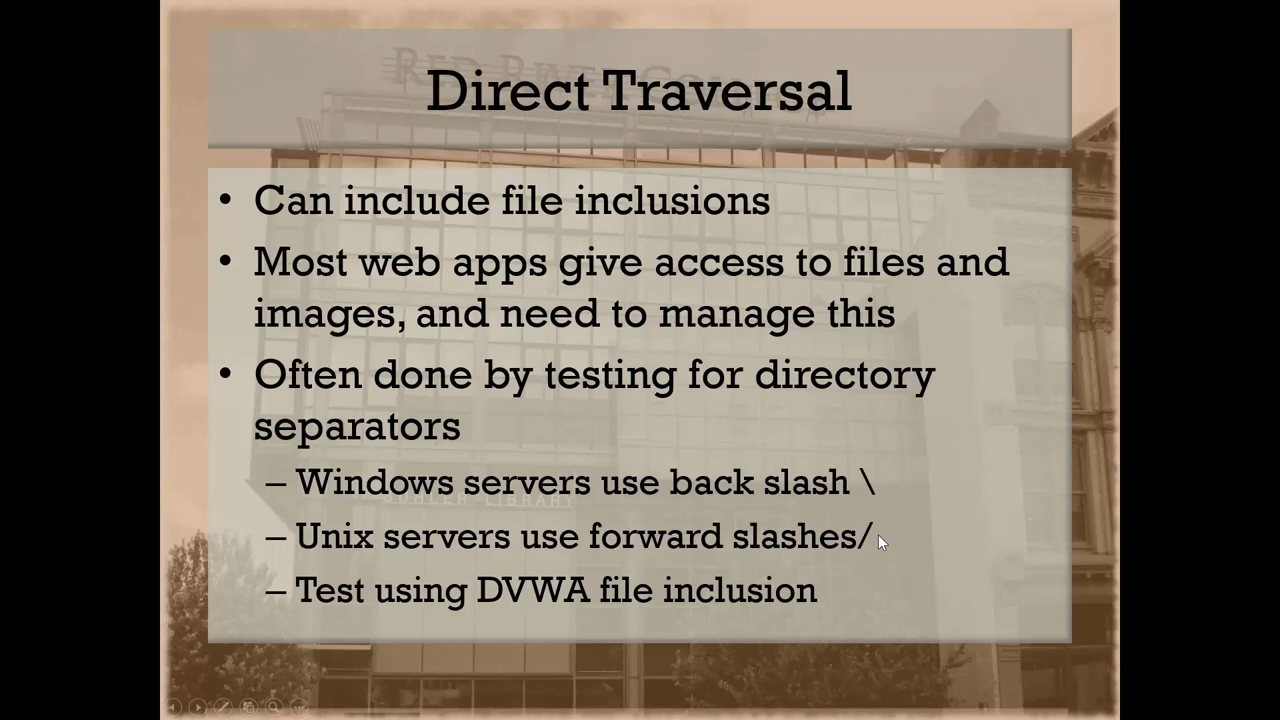 Direct Traversal
• Can include file inclusions
• Most web apps give access to files and
images, and need to manage this
• Often done by testing for directory
separators
– Windows servers use back slash \
– Unix servers use forward slashes/
– Test using DVWA file inclusion